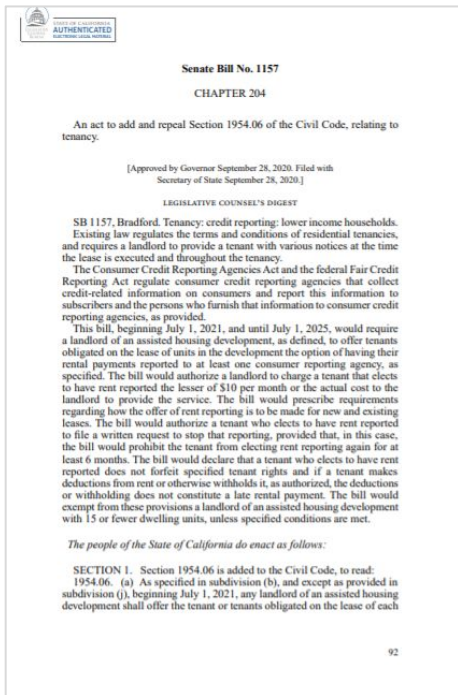 STATE OF CALIFORNIA
AUTHENTICATED
ELECTRONIC LEGAL MATERIAL
Senate Bill No. 1157
CHAPTER 204
An act to add and repeal Section 1954.06 of the Civil Code, relating to
tenancy.
[Approved by Governor September 28, 2020. Filed with
Secretary of State September 28, 2020.]
LEGISLATIVE COUNSEL'S DIGEST
SB 1157, Bradford. Tenancy: credit reporting: lower income households.
Existing law regulates the terms and conditions of residential tenancies,
and requires a landlord to provide a tenant with various notices at the time
the lease is executed and throughout the tenancy.
The Consumer Credit Reporting Agencies Act and the federal Fair Credit
Reporting Act regulate consumer credit reporting agencies that collect
credit-related information on consumers and report this information to
subscribers and the persons who furnish that information to consumer credit
reporting agencies, as provided.
This bill, beginning July 1, 2021, and until July 1, 2025, would require
a landlord of an assisted housing development, as defined, to offer tenants
obligated on the lease of units in the development the option of having their
rental payments reported to at least one consumer reporting agency, as
specified. The bill would authorize a landlord to charge a tenant that elects
to have rent reported the lesser of $10 per month or the actual cost to the
landlord to provide the service. The bill would prescribe requirements
regarding how the offer of rent reporting is to be made for new and existing
leases. The bill would authorize a tenant who elects to have rent reported
to file a written request to stop that reporting, provided that, in this case,
the bill would prohibit the tenant from electing rent reporting again for at
least 6 months. The bill would declare that a tenant who elects to have rent
reported does not forfeit specified tenant rights and if a tenant makes
deductions from rent or otherwise withholds it, as authorized, the deductions
or withholding does not constitute a late rental payment. The bill would
exempt from these provisions a landlord of an assisted housing development
with 15 or fewer dwelling units, unless specified conditions are met.
The people of the State of California do enact as follows:
SECTION 1. Section 1954.06 is added to the Civil Code, to read:
1954.06. (a) As specified in subdivision (b), and except as provided in
subdivision (j), beginning July 1, 2021, any landlord of an assisted housing
development shall offer the tenant or tenants obligated on the lease of each
92